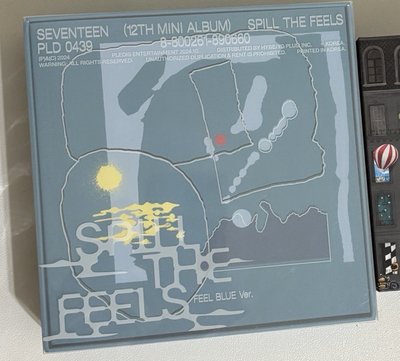 SEVENTEEN (12TH MINI ALBUM) SPILL THE FEELS
PLD 0439 8-800251-890660
(P)&(C) 2024 PLEDIS ENTERTAINMENT 2024.10. DISTRIBUTED BY YG PLUS, INC. KOREA.
WARNING: ALL RIGHTS RESERVED. UNAUTHORIZED DUPLICATION & RENT IS PROHIBITED. PRINTED IN KOREA.
SPILL
THE
FEELS
FEEL BLUE Ver.